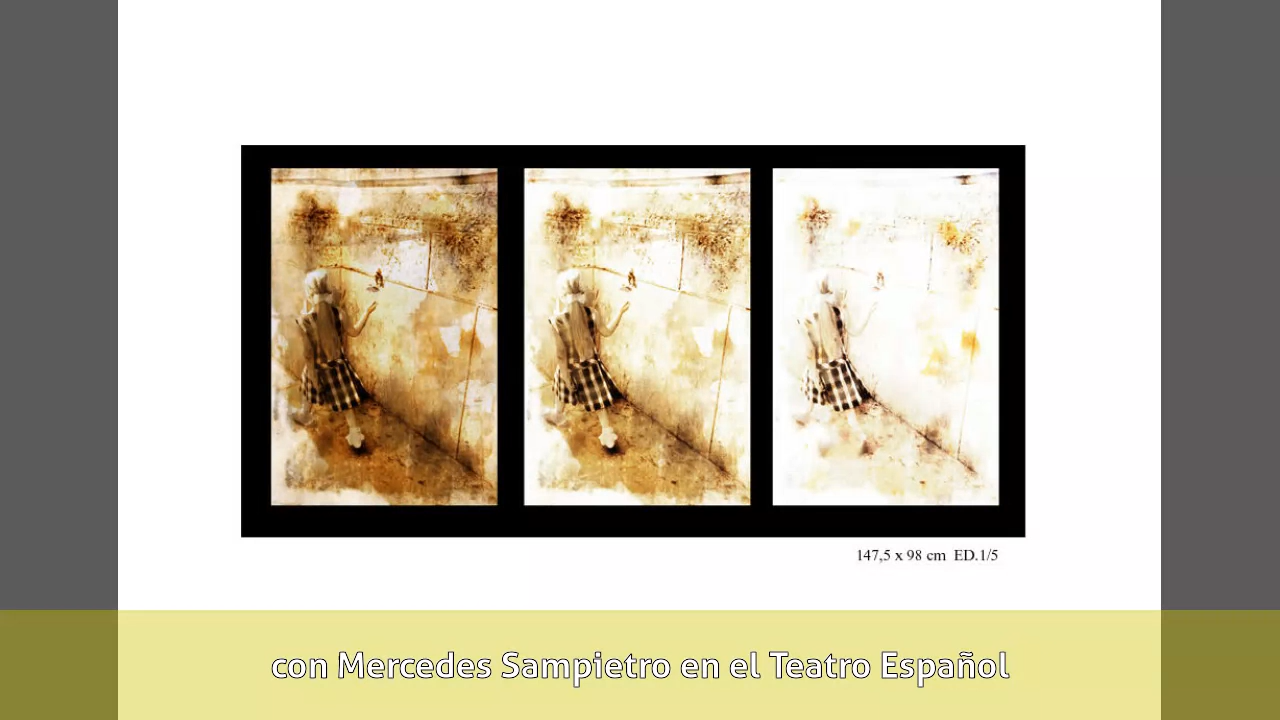 147,5 x 98 cm ED.1/5
con Mercedes Sampietro en el Teatro Español